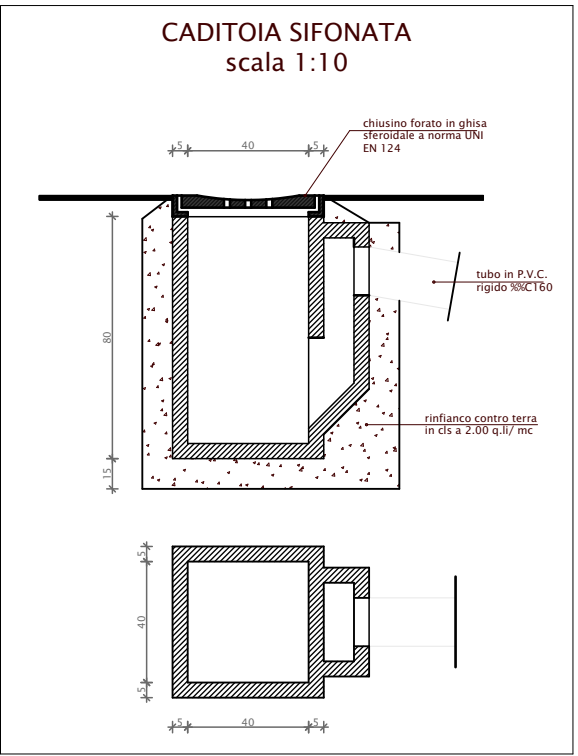 CADITOIA SIFONATA
scala 1:10
chiusino forato in ghisa
sferoidale a norma UNI
EN 124
5 40 5
tubo in P.V.C.
rigido %%C160
80
rinfianco contro terra
in cls a 2.00 q.li/ mc
15
5
40
5
5 40 5